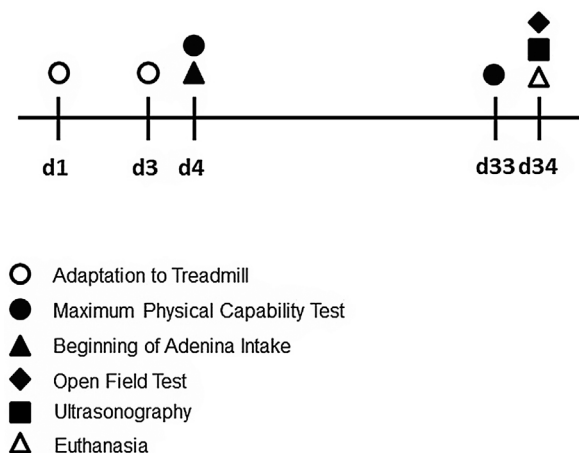 d1 d3 d4 d33 d34
Adaptation to Treadmill
Maximum Physical Capability Test
Beginning of Adenina Intake
Open Field Test
Ultrasonography
Euthanasia